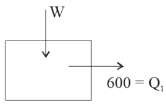 W
600 = Q₁